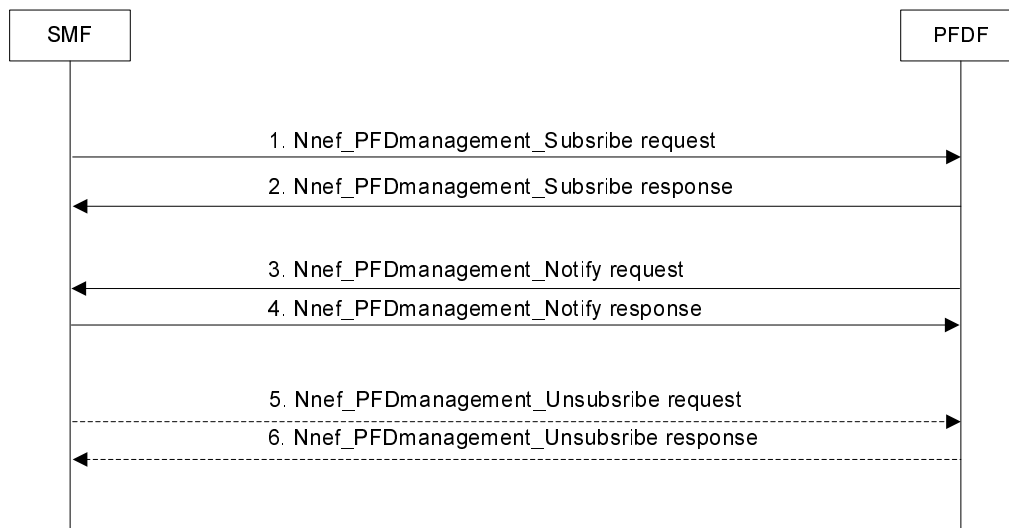 SMF
PFDF
1. Nnef_PFDmanagement_Subsribe request
2. Nnef_PFDmanagement_Subsribe response
3. Nnef_PFDmanagement_Notify request
4. Nnef_PFDmanagement_Notify response
5. Nnef_PFDmanagement_Unsubsribe request
6. Nnef_PFDmanagement_Unsubsribe response